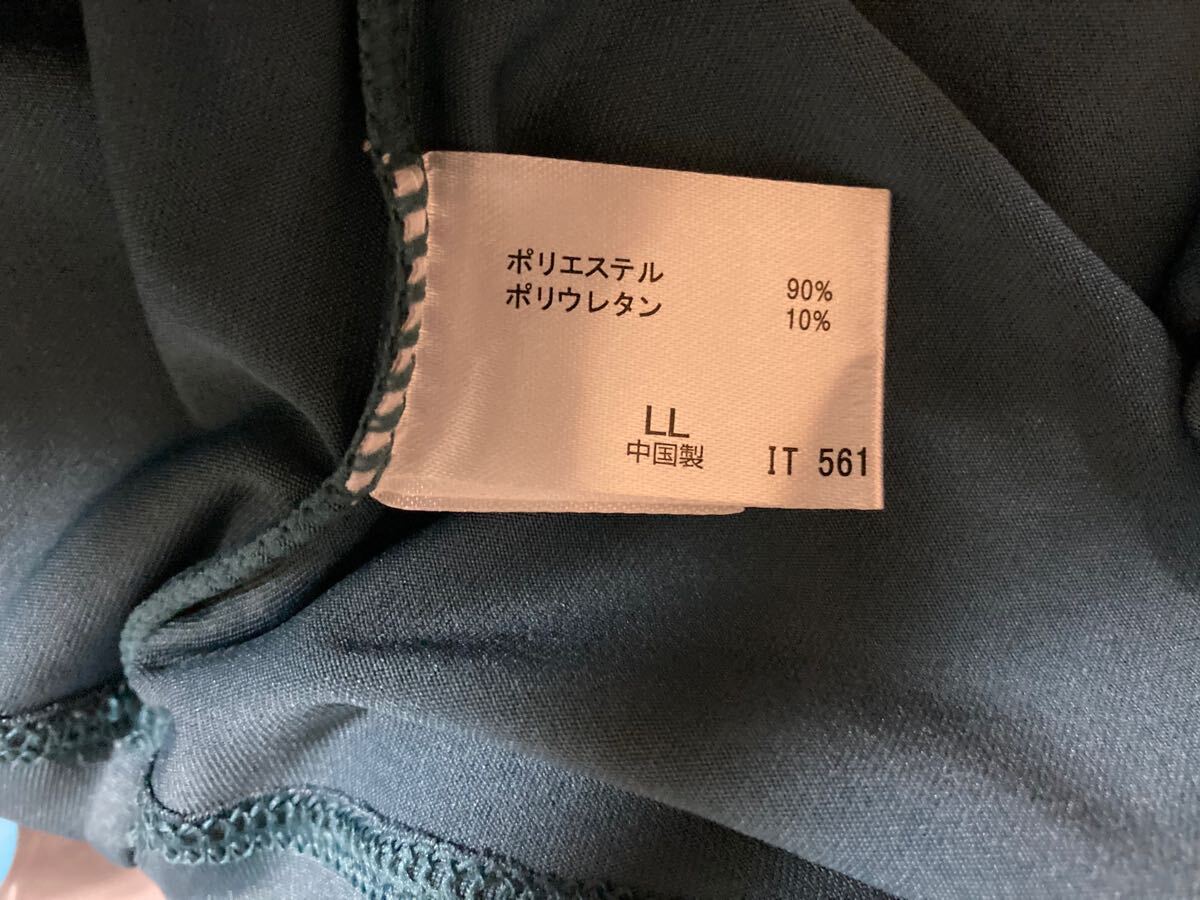 ポリエステル 90%
ポリウレタン 10%
LL
中国製 IT 561